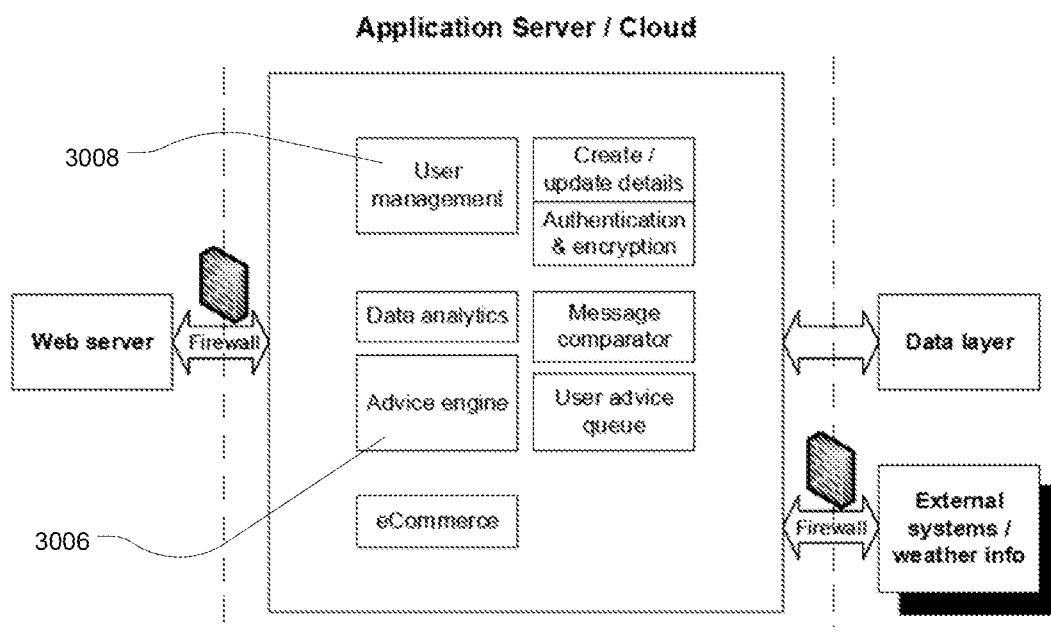 Application Server / Cloud
3008
User
management
Create /
update details
Authentication
& encryption
Web server
Firewall
Data analytics
Message
comparator
Data layer
Advice engine
User advice
queue
3006
eCommerce
Firewall
External
systems /
weather info